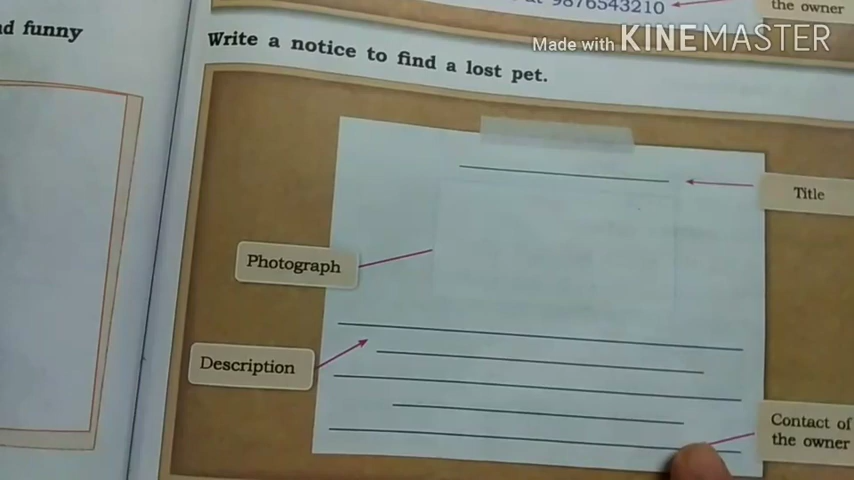 9876543210
the owner
d funny
Made with KINEMASTER
Write a notice to find a lost pet.
Title
Photograph
Description
Contact of
the owner